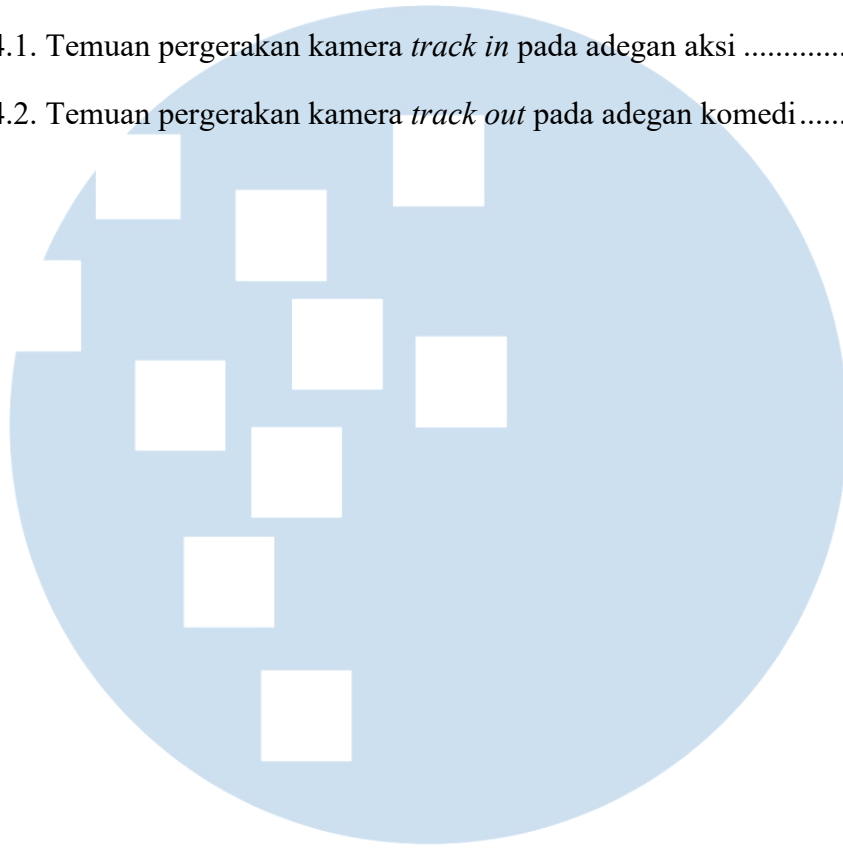 4.1. Temuan pergerakan kamera track in pada adegan aksi .............
4.2. Temuan pergerakan kamera track out pada adegan komedi......